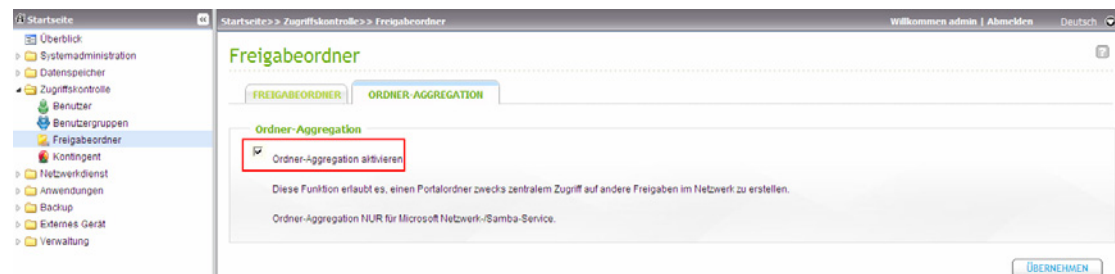 Startseite
Startseite>> Zugriffskontrolle>> Freigabeordner
Willkommen admin | Abmelden
Deutsch
Überblick
Systemadministration
Datenspeicher
Zugriffskontrolle
Benutzer
Benutzergruppen
Freigabeordner
Kontingent
Netzwerkdienst
Anwendungen
Backup
Externes Gerät
Verwaltung
Freigabeordner
FREIGABEORDNER
ORDNER-AGGREGATION
Ordner-Aggregation
Ordner-Aggregation aktivieren
Diese Funktion erlaubt es, einen Portalordner zwecks zentralem Zugriff auf andere Freigaben im Netzwerk zu erstellen.
Ordner-Aggregation NUR für Microsoft Netzwerk-/Samba-Service.
ÜBERNEHMEN